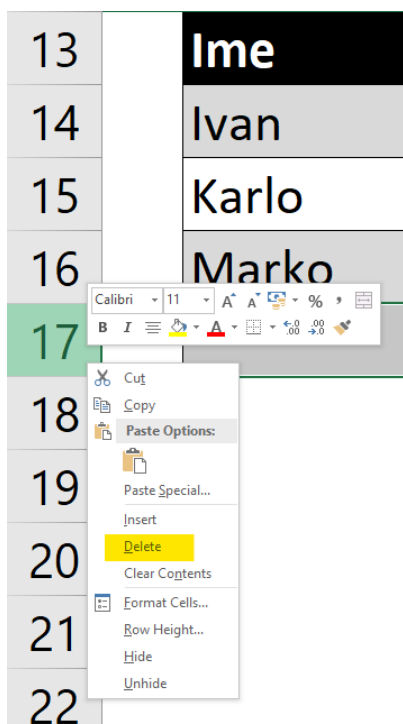 13 Ime
14 Ivan
15 Karlo
16 Marko
Calibri 11 A A % ,
B I A .00 .00
17
Cut
18 Copy
Paste Options:
19
Paste Special...
Insert
20 Delete
Clear Contents
Format Cells...
21 Row Height...
Hide
Unhide
22